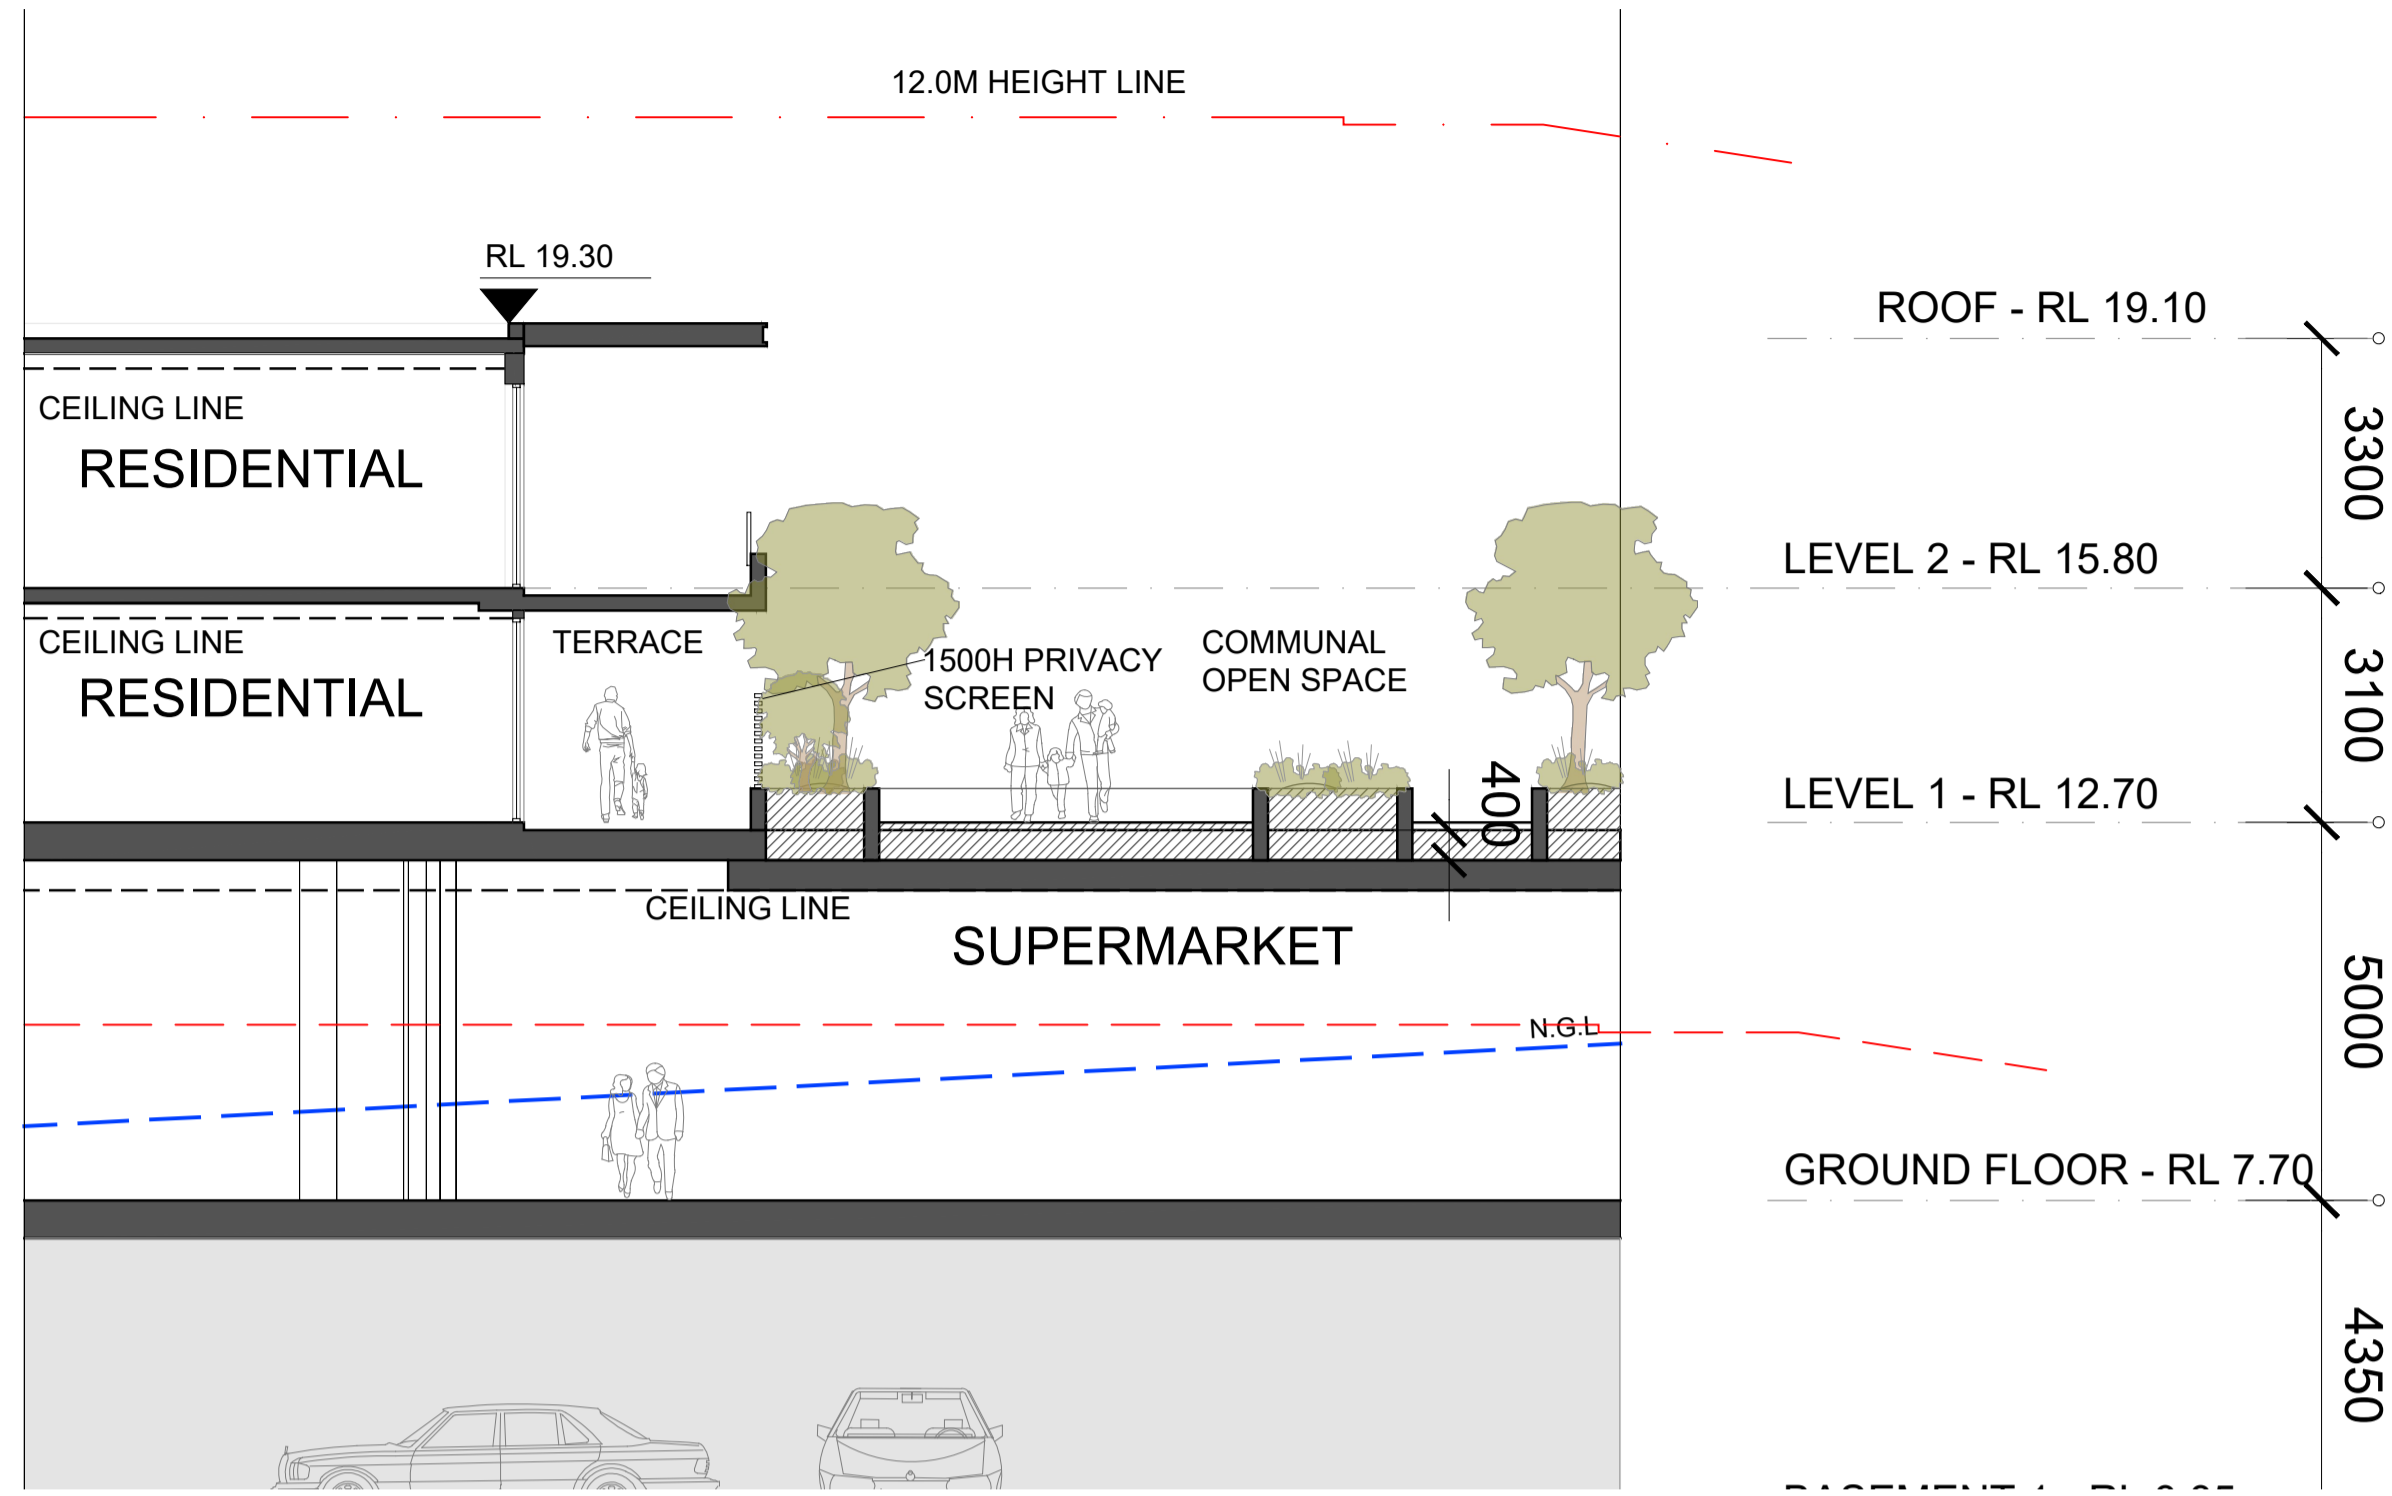 12.0M HEIGHT LINE
RL 19.30
ROOF - RL 19.10
3300
CEILING LINE
RESIDENTIAL
LEVEL 2 - RL 15.80
CEILING LINE
TERRACE
COMMUNAL
OPEN SPACE
1500H PRIVACY
SCREEN
RESIDENTIAL
3100
400
LEVEL 1 - RL 12.70
CEILING LINE
SUPERMARKET
5000
N.G.L
GROUND FLOOR - RL 7.70
4350